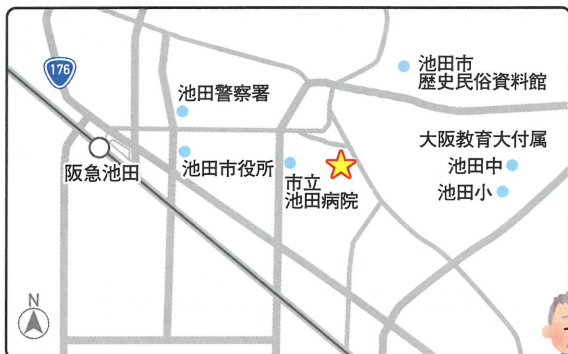 176
池田警察署
池田市
歴史民俗資料館
阪急池田
池田市役所
市立
池田病院
大阪教育大付属
池田中
池田小
N